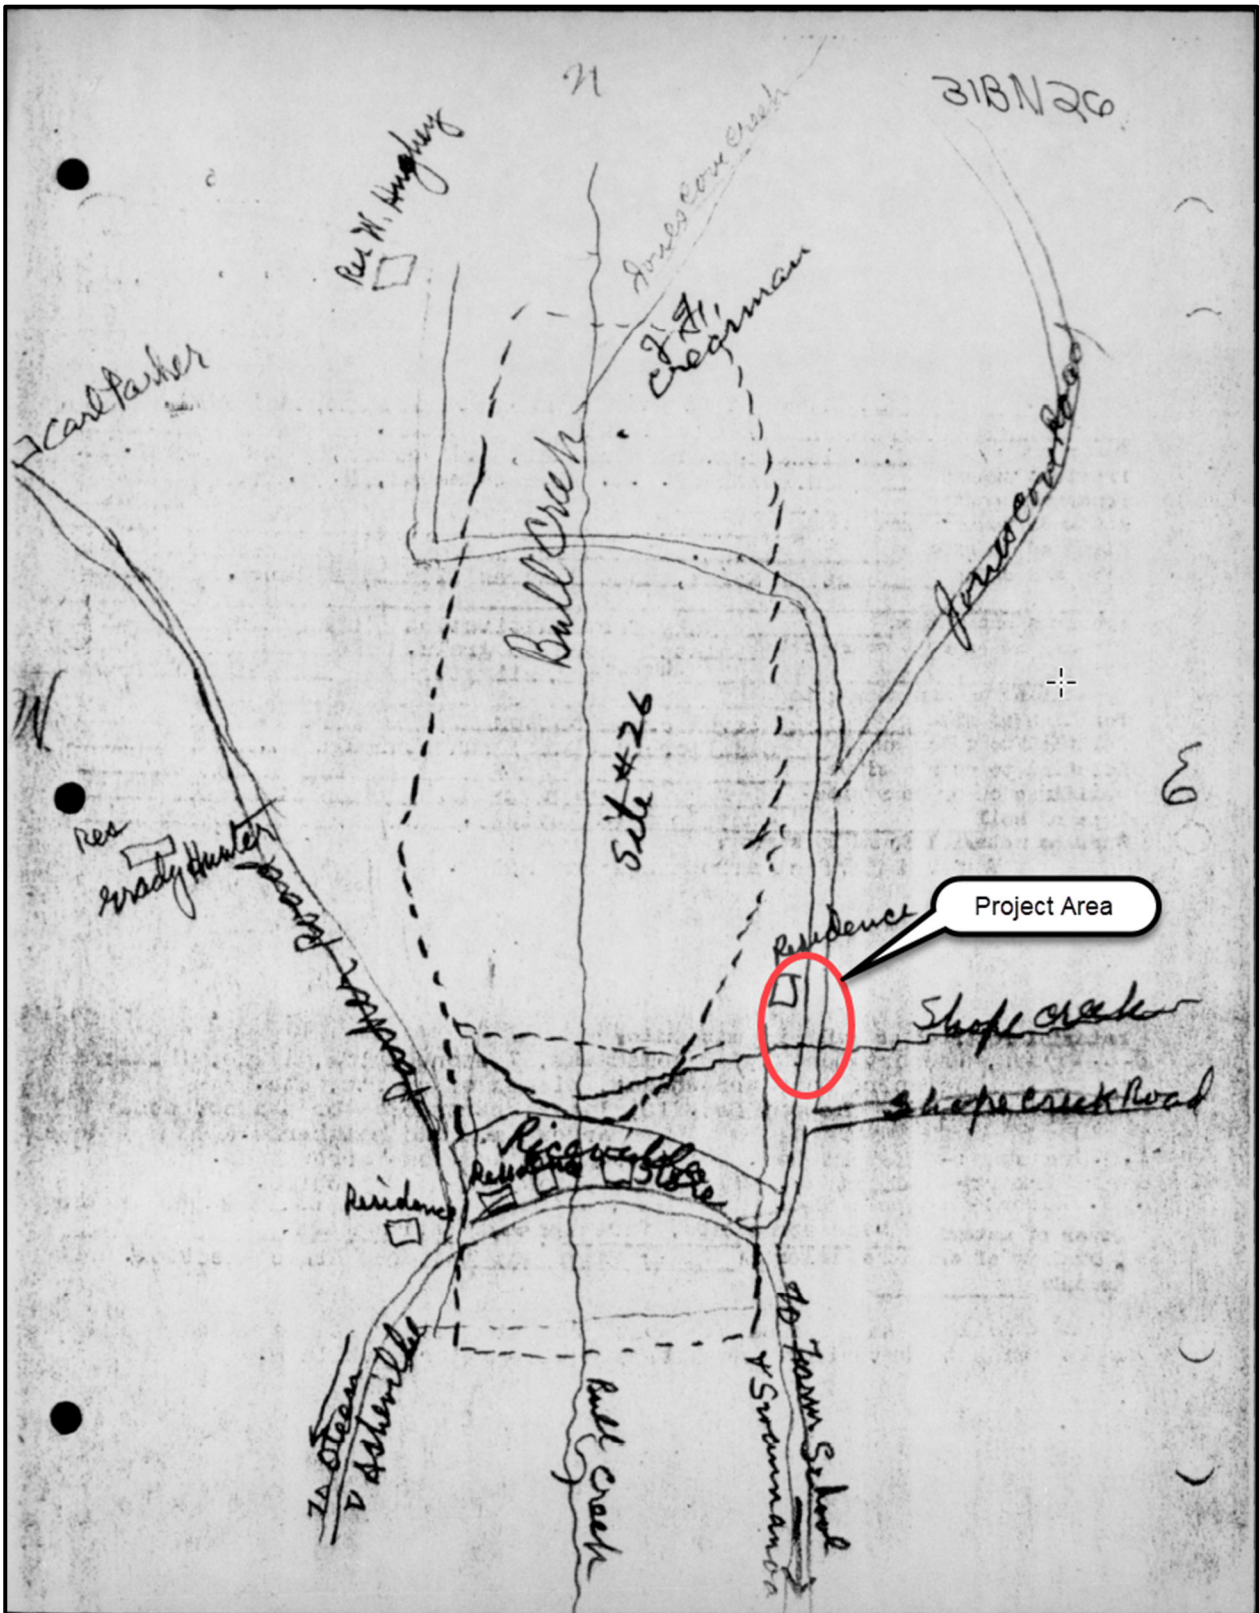 N
31BN26
Res W. Hughey
Jones Cove Creek
Crearman
Carl Parker
Bull Creek
Jones Cove Road
Site #26
W
E
Res
Grady Hunter
Road
Project Area
Residence
Shope Creek
Shope Creek Road
Riceville
Residence
Store
Residence
To Oteen
Asheville
Bull Creek
To Farm School
& Swannanoa